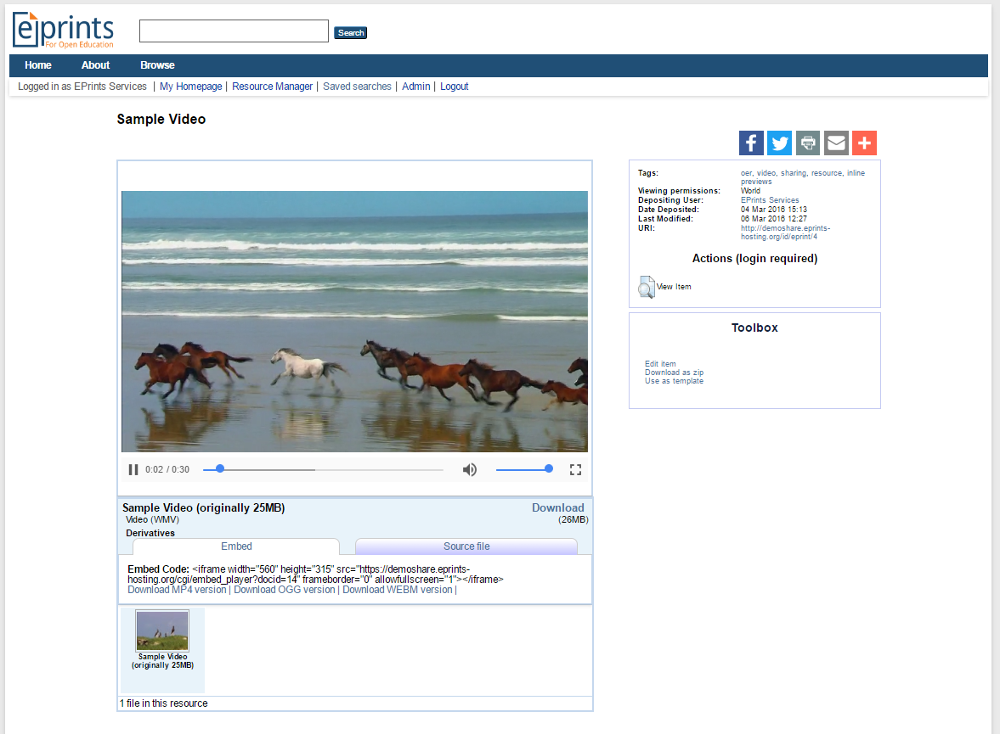 eprints
For Open Education
Search
Home About Browse
Logged in as EPrints Services | My Homepage | Resource Manager | Saved searches | Admin | Logout
Sample Video
Tags: oer, video, sharing, resource, inline
previews
Viewing permissions: World
Depositing User: EPrints Services
Date Deposited: 04 Mar 2016 15:13
Last Modified: 06 Mar 2016 12:27
URI: http://demoshare.eprints-
hosting.org/id/eprint/4
Actions (login required)
View Item
Toolbox
Edit item
Download as zip
Use as template
0:02 / 0:30
Sample Video (originally 25MB) Download
Video (WMV) (26MB)
Derivatives
Embed Source file
Embed Code: <iframe width="560" height="315" src="https://demoshare.eprints-
hosting.org/cgi/embed_player?docid=14" frameborder="0" allowfullscreen="1"></iframe>
Download MP4 version | Download OGG version | Download WEBM version |
Sample Video
(originally 25MB)
1 file in this resource